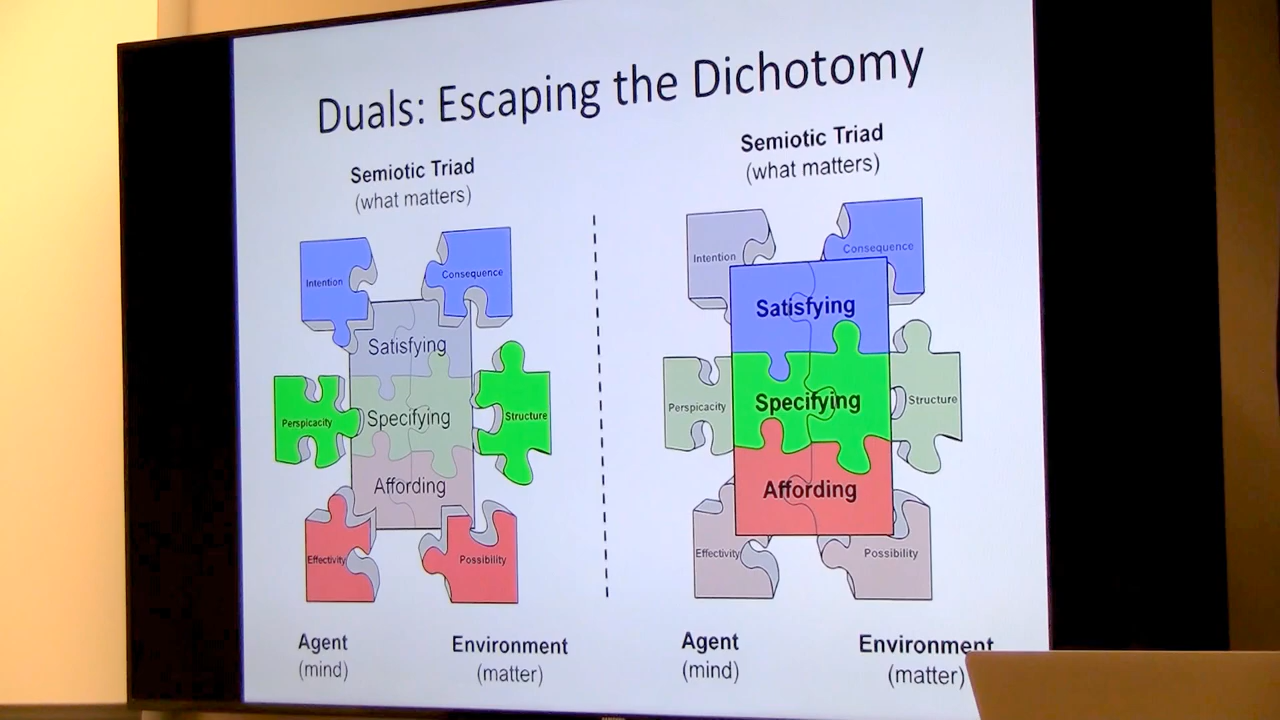 Duals: Escaping the Dichotomy
Semiotic Triad
(what matters)
Intention
Consequence
Satisfying
Perspicacity
Specifying
Structure
Affording
Effectivity
Possibility
Agent
(mind)
Environment
(matter)
Semiotic Triad
(what matters)
Intention
Consequence
Satisfying
Perspicacity
Specifying
Structure
Affording
Effectivity
Possibility
Agent
(mind)
Environment
(matter)